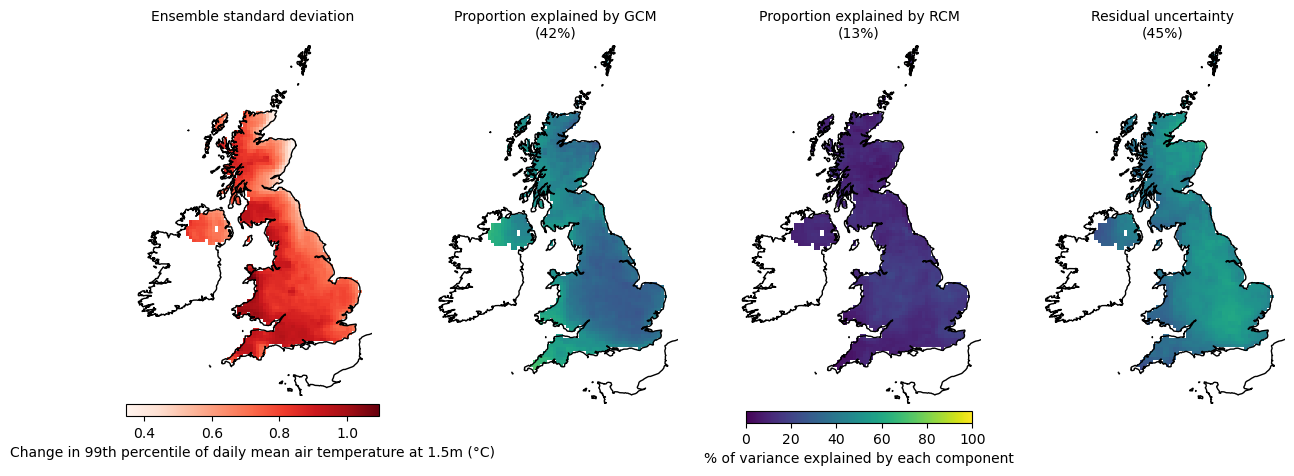 Ensemble standard deviation
Proportion explained by GCM
(42%)
Proportion explained by RCM
(13%)
Residual uncertainty
(45%)
0.4 0.6 0.8 1.0
Change in 99th percentile of daily mean air temperature at 1.5m (°C)
0 20 40 60 80 100
% of variance explained by each component